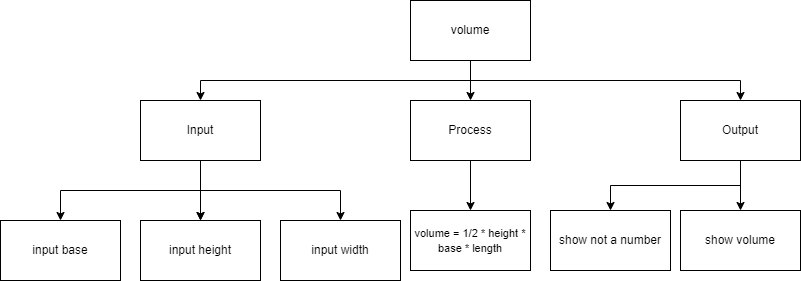 volume
Input
Process
Output
input base
input height
input width
volume = 1/2 * height *
base * length
show not a number
show volume